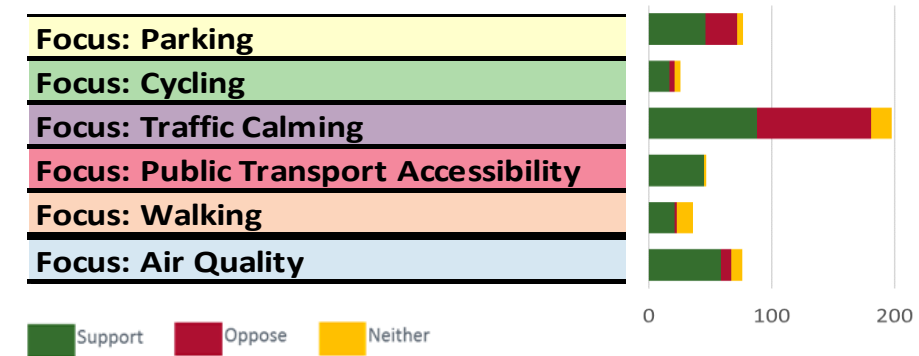 Focus: Parking
Focus: Cycling
Focus: Traffic Calming
Focus: Public Transport Accessibility
Focus: Walking
Focus: Air Quality
0 100 200
Support Oppose Neither